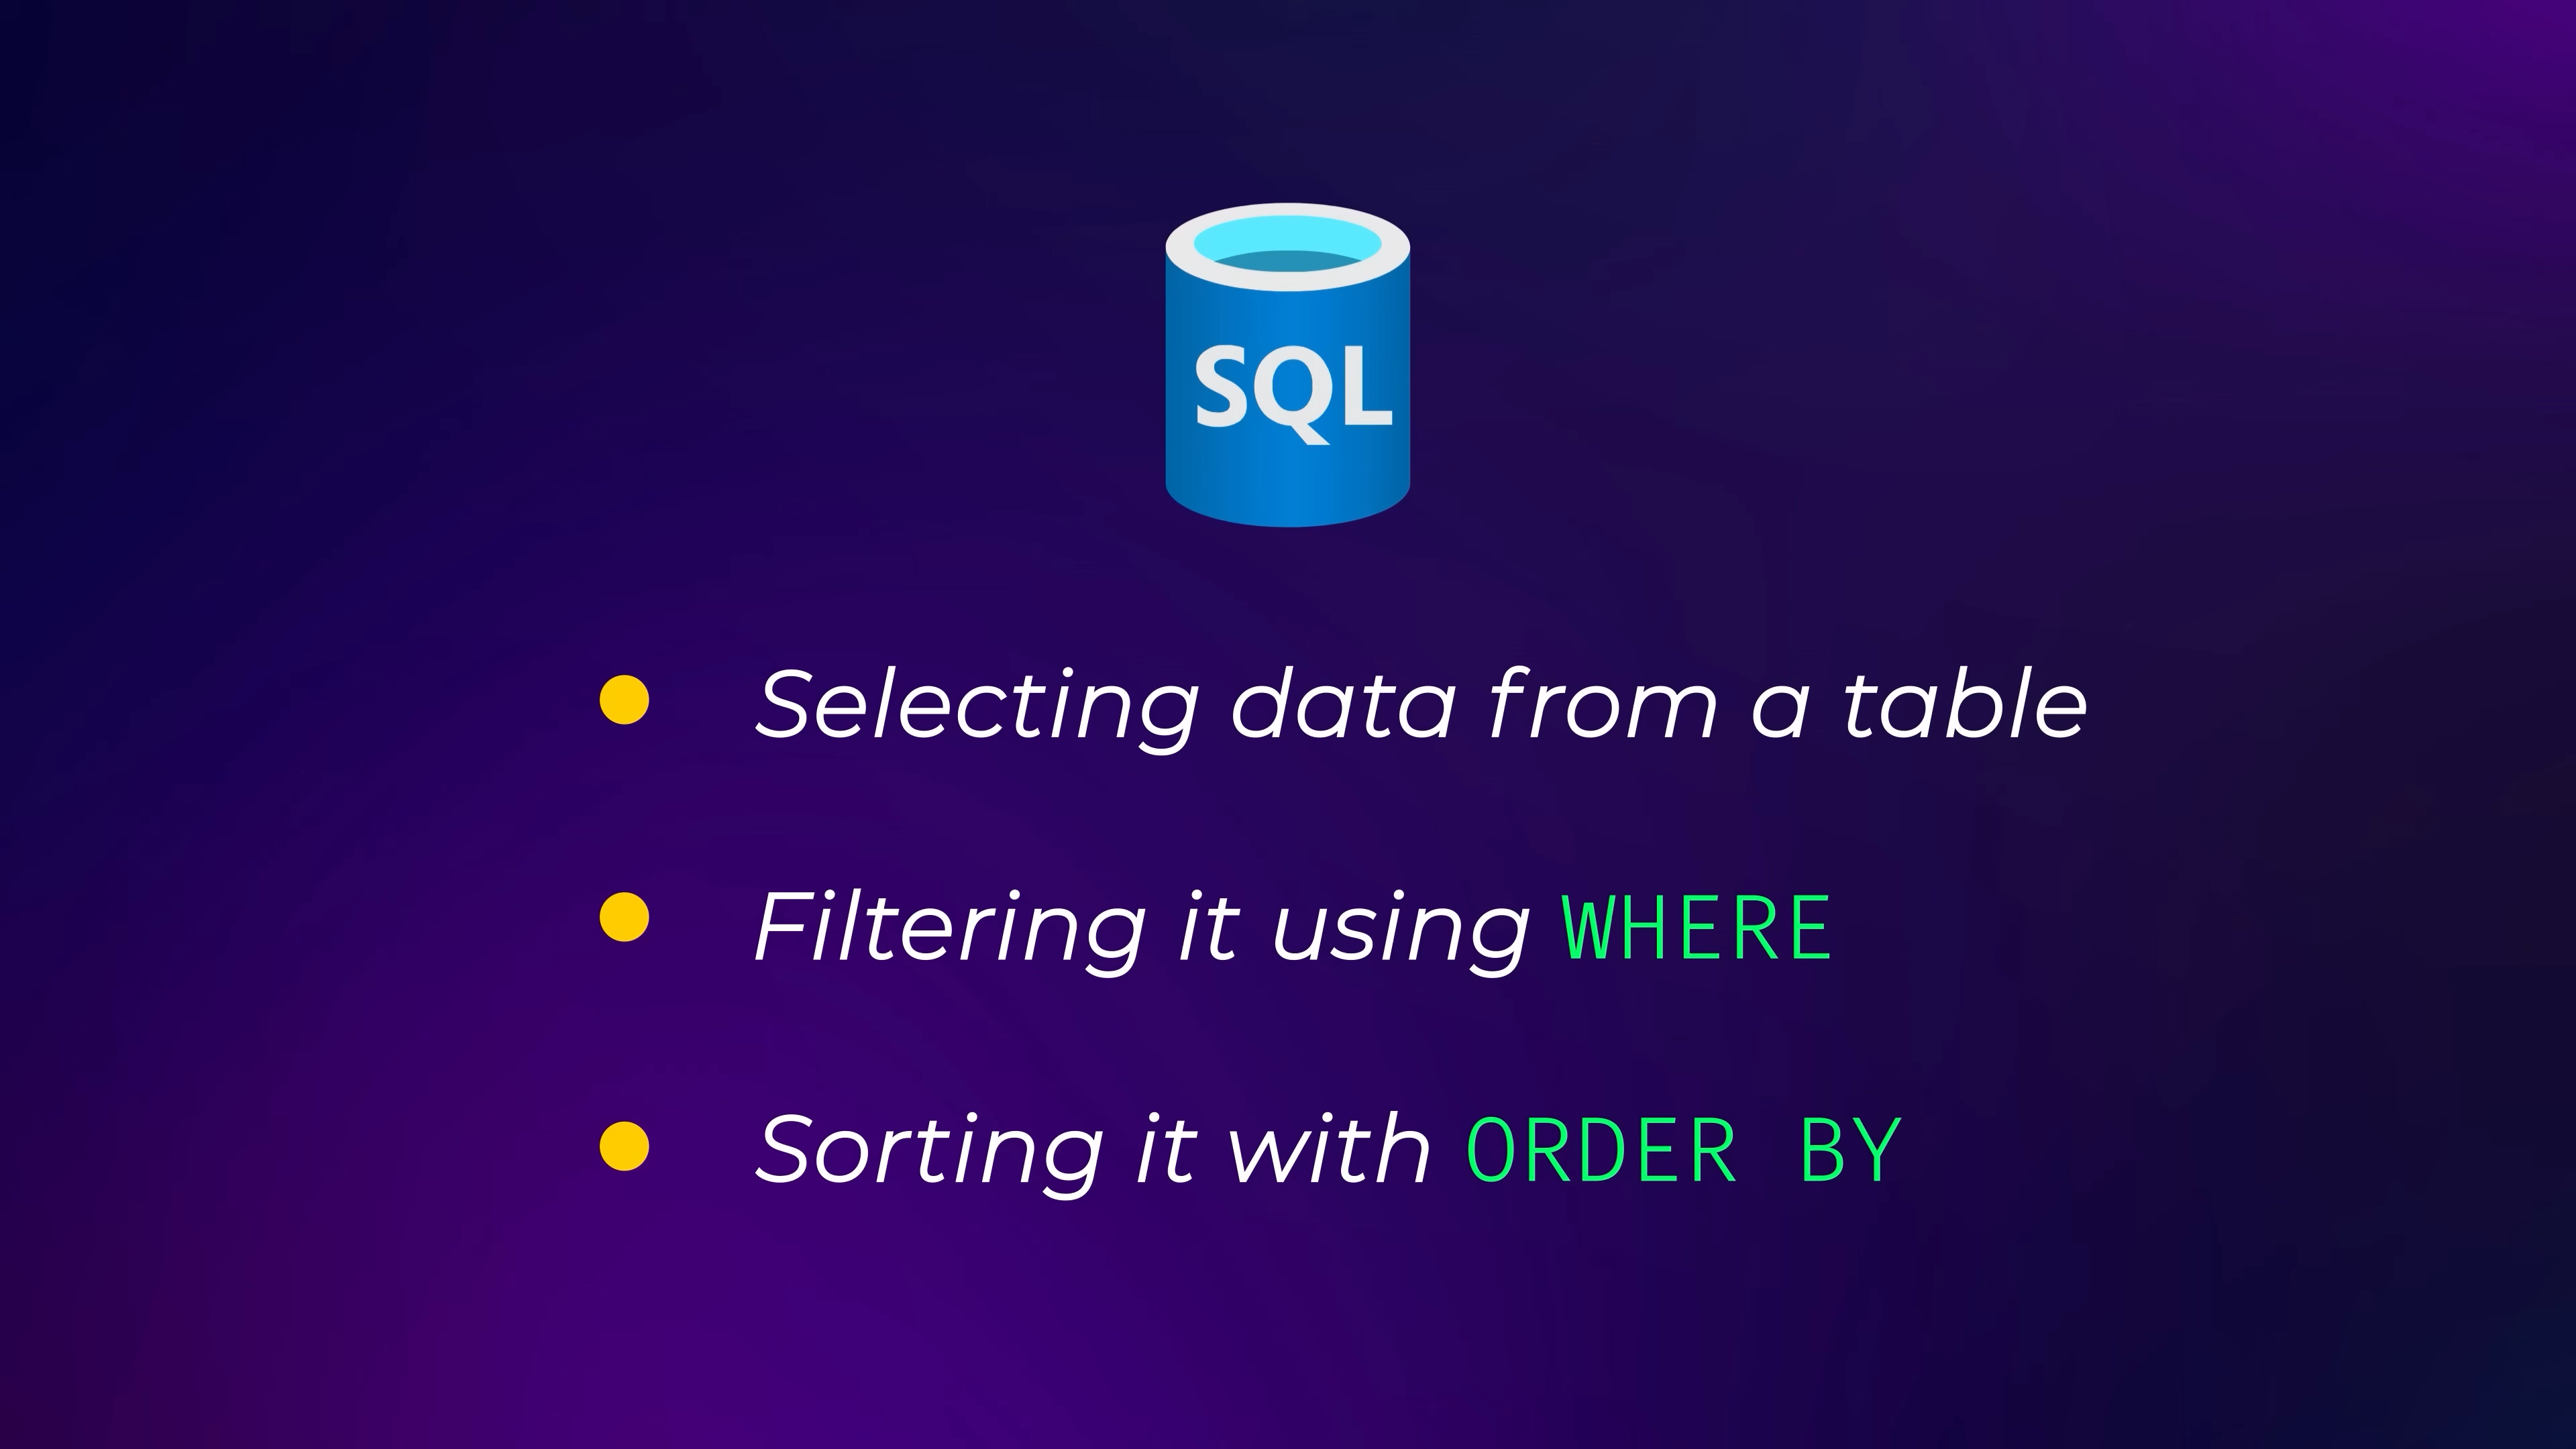 SQL
Selecting data from a table
Filtering it using WHERE
Sorting it with ORDER BY